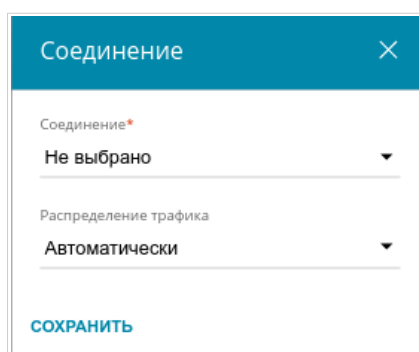 Соединение
Соединение*
Не выбрано
Распределение трафика
Автоматически
СОХРАНИТЬ